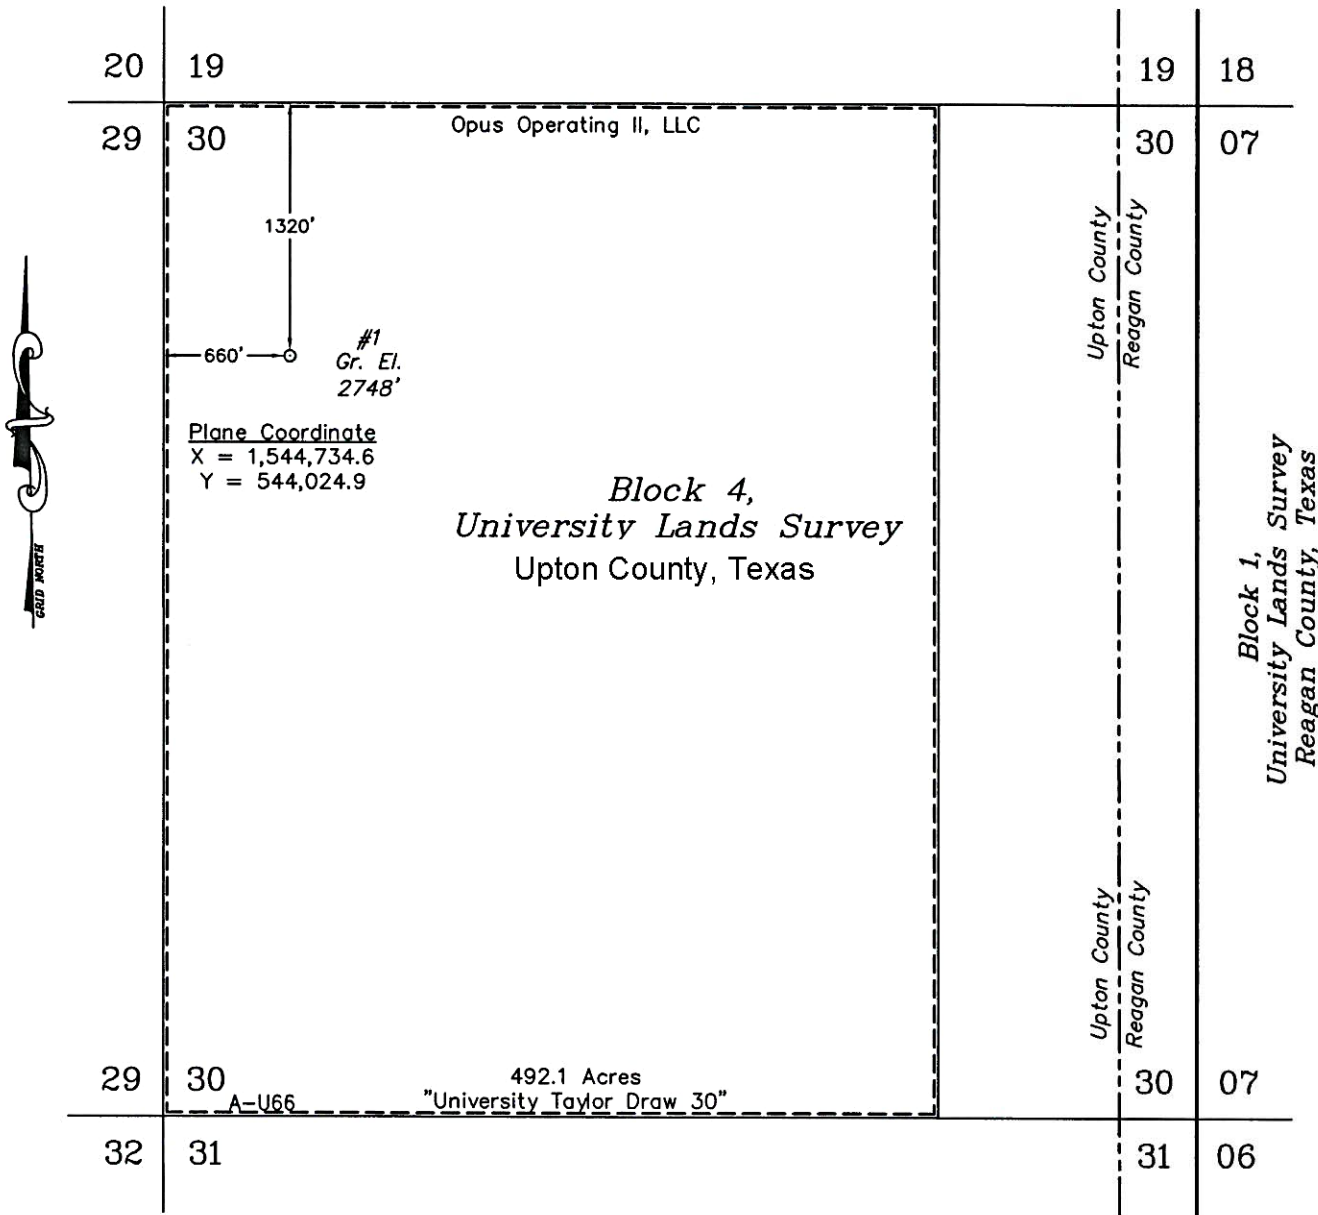 20 19
19 18
29 30
Opus Operating II, LLC
30 07
1320'
Upton County
Reagan County
#1
Gr. El.
2748'
660'
Plane Coordinate
X = 1,544,734.6
Y = 544,024.9
Block 4,
University Lands Survey
Upton County, Texas
Block 1,
University Lands Survey
Reagan County, Texas
GRID NORTH
Upton County
Reagan County
29 30
492.1 Acres
30 07
A-U66
"University Taylor Draw 30"
32 31
31 06